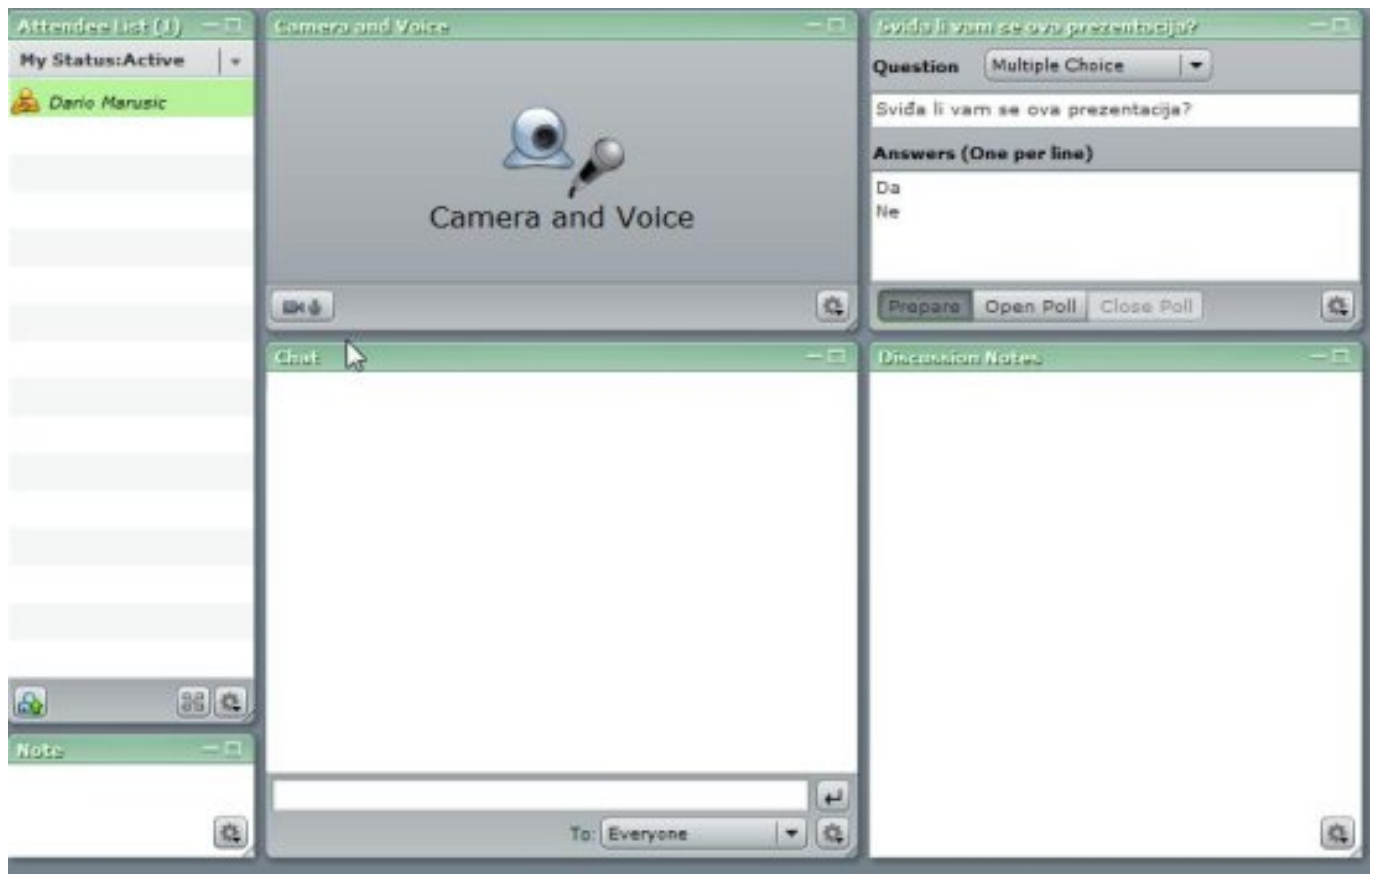 Attendee List (1)
My Status:Active
Dario Marusic
Note
Camera and Voice
Camera and Voice
Chat
To: Everyone
Sviđa li vam se ova prezentacija?
Question Multiple Choice
Sviđa li vam se ova prezentacija?
Answers (One per line)
Da
Ne
Prepare Open Poll Close Poll
Discussion Notes